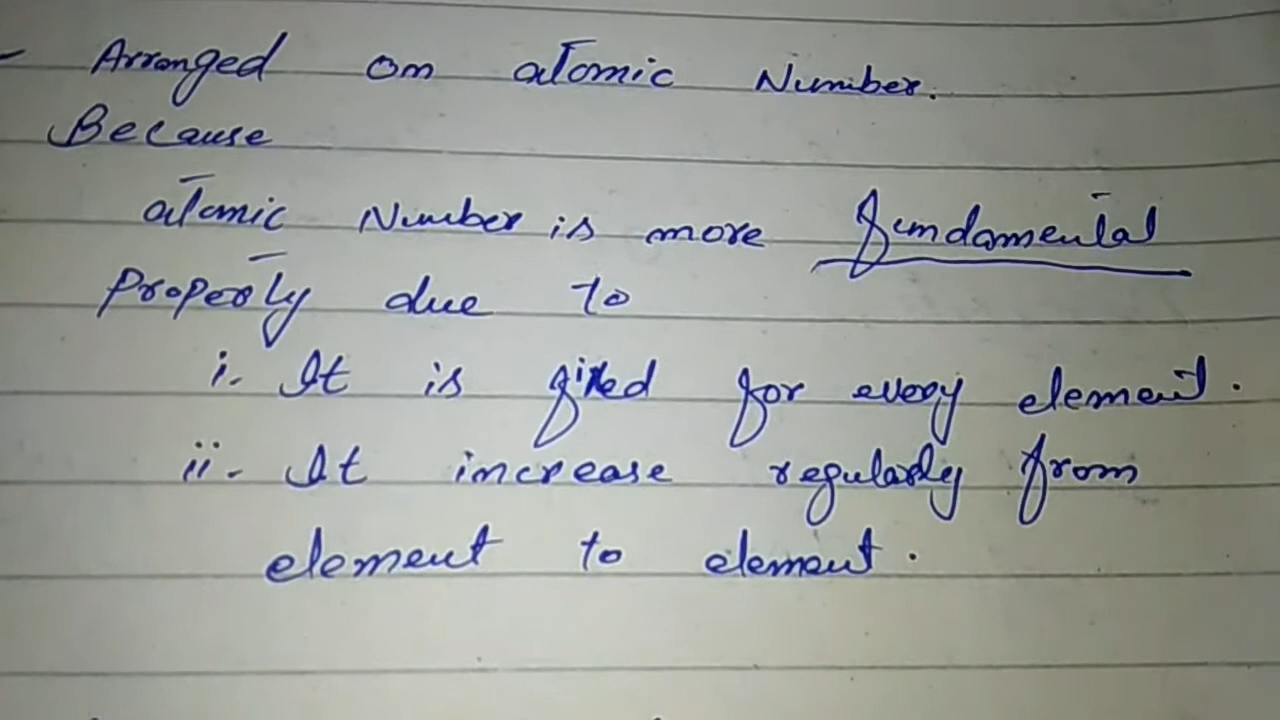 - Arranged on atomic Number.
Because
atomic Number is more fundamental
Property due to
i. It is fixed for every element.
ii. It increase regularly from
element to element.